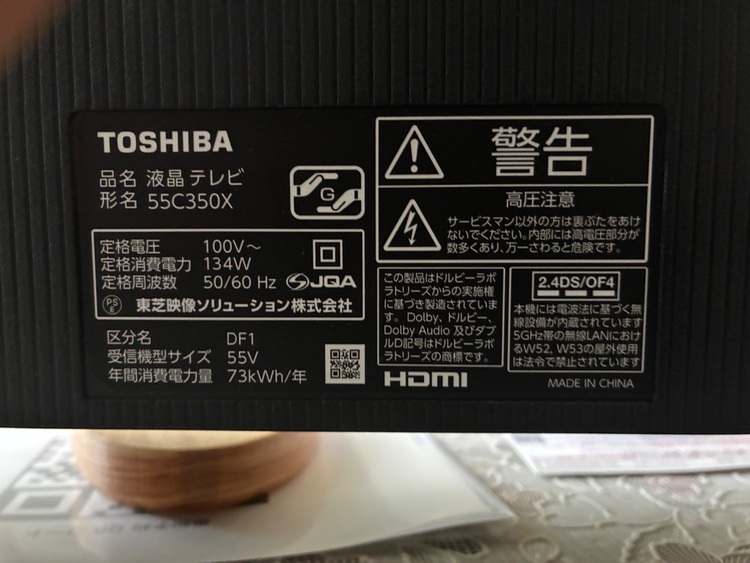 TOSHIBA
品名 液晶テレビ
形名 55C350X
G
定格電圧 100V～
定格消費電力 134W
定格周波数 50/60 Hz
JQA
PS
E
東芝映像ソリューション株式会社
区分名 DF1
受信機型サイズ 55V
年間消費電力量 73kWh/年
警告
高圧注意
サービスマン以外の方は裏ぶたをあけ
ないでください。内部には高電圧部分が
数多くあり、万一さわると危険です。
この製品はドルビーラボ
ラトリーズからの実施権
に基づき製造されていま
す。Dolby、ドルビー、
Dolby Audio 及びダブ
ルD記号はドルビーラボ
ラトリーズの商標です。
2.4DS/OF4
本機には電波法に基づく無
線設備が内蔵されています
5GHz帯の無線LANにおけ
るW52, W53の屋外使用
は法令で禁止されています
HDMI
MADE IN CHINA